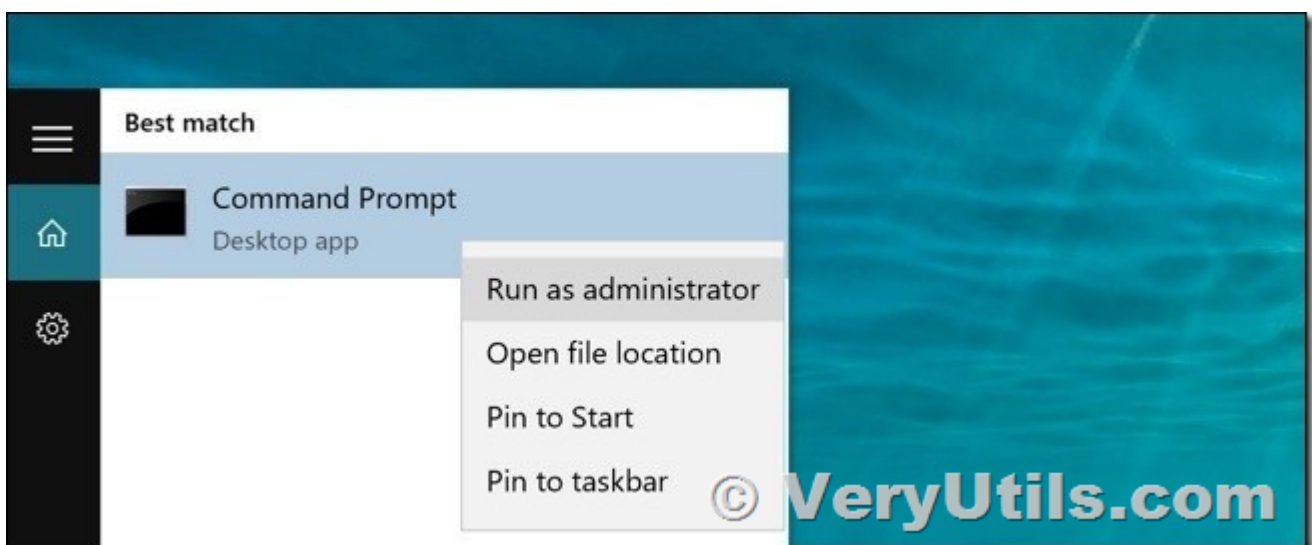 Best match
Command Prompt
Desktop app
Run as administrator
Open file location
Pin to Start
Pin to taskbar
© VeryUtils.com